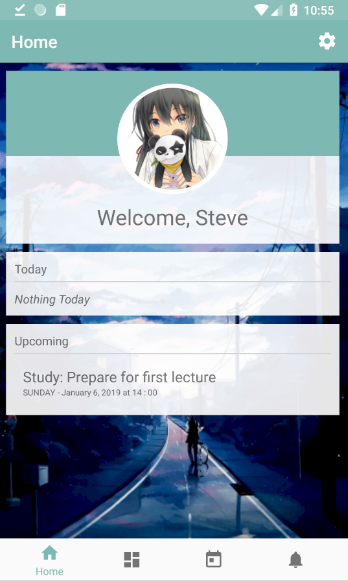 10:55
Home
Welcome, Steve
Today
Nothing Today
Upcoming
Study: Prepare for first lecture
SUNDAY - January 6, 2019 at 14 : 00
Home